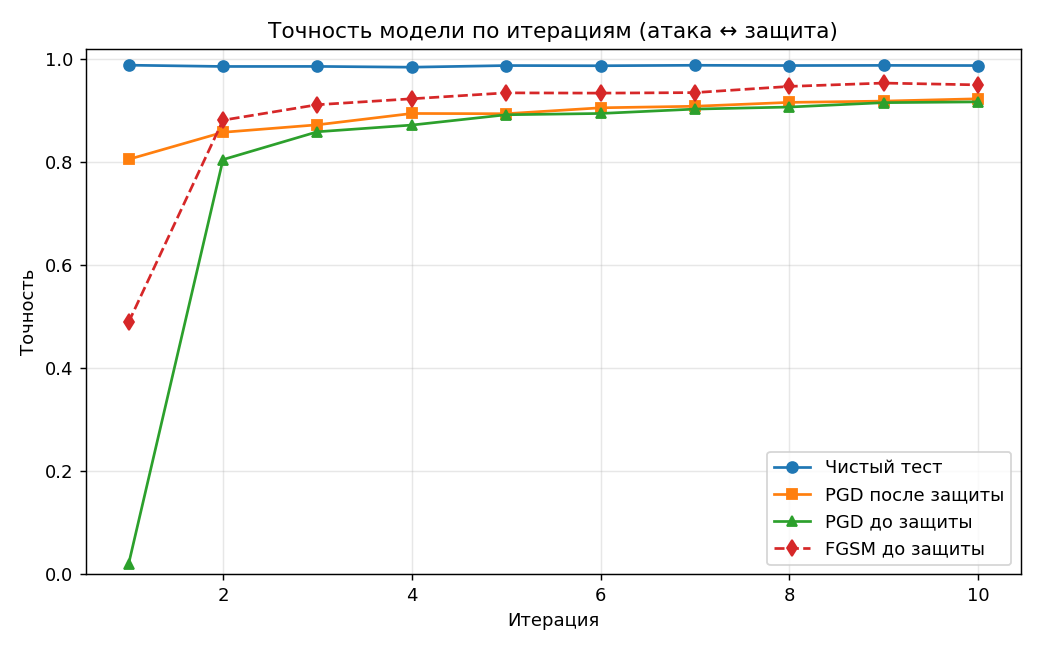 Точность модели по итерациям (атака ↔ защита)
1.0
0.8
0.6
0.4
0.2
0.0
Точность
2
4
6
8
10
Итерация
Чистый тест
PGD после защиты
PGD до защиты
FGSM до защиты